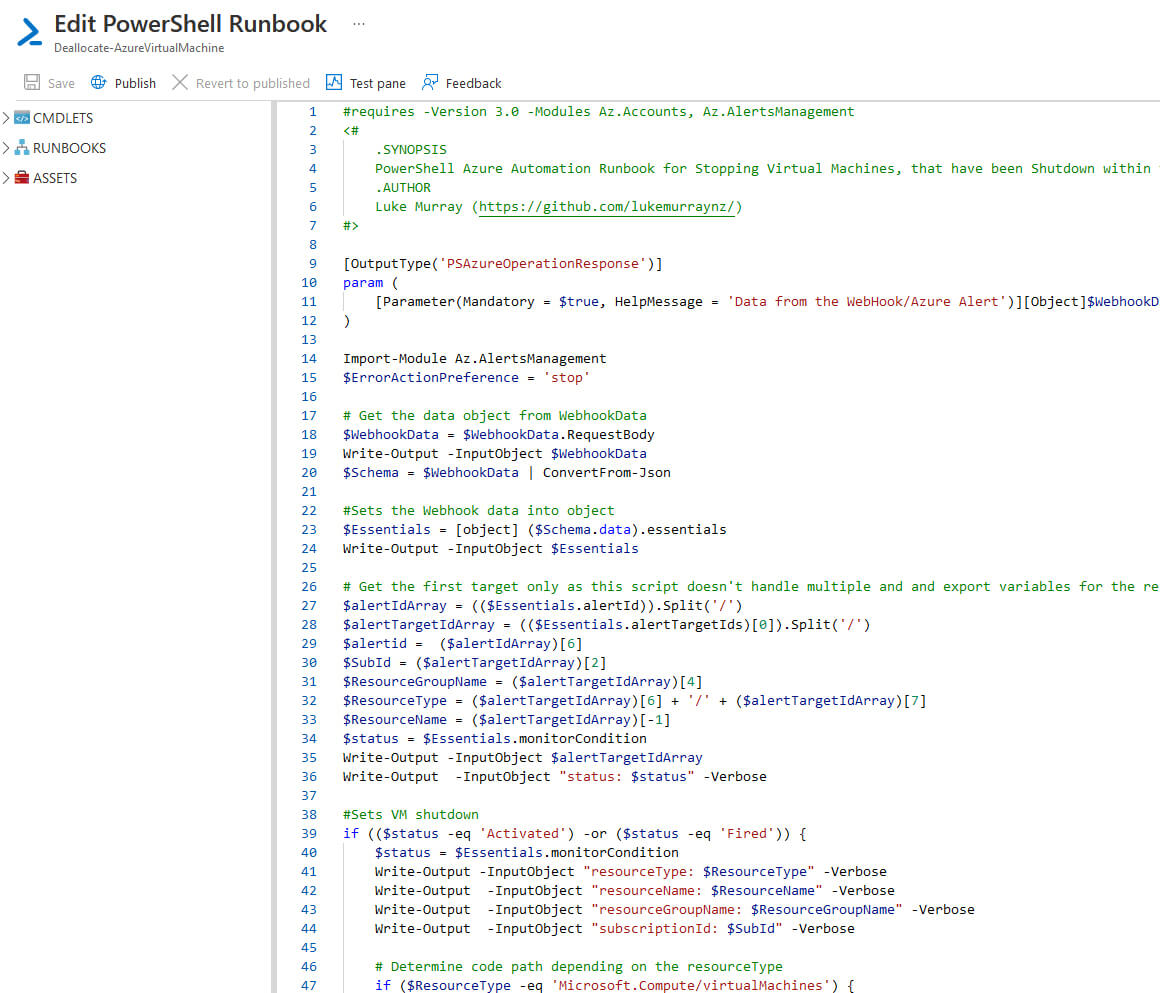 Edit PowerShell Runbook ...
Deallocate-AzureVirtualMachine
Save Publish Revert to published Test pane Feedback
CMDLETS
RUNBOOKS
ASSETS
1 #requires -Version 3.0 -Modules Az.Accounts, Az.AlertsManagement
2 <#
3     .SYNOPSIS
4     PowerShell Azure Automation Runbook for Stopping Virtual Machines, that have been Shutdown within
5     .AUTHOR
6     Luke Murray (https://github.com/lukemurraynz/)
7 #>
8
9 [OutputType('PSAzureOperationResponse')]
10 param (
11     [Parameter(Mandatory = $true, HelpMessage = 'Data from the WebHook/Azure Alert')][Object]$WebhookD
12 )
13
14 Import-Module Az.AlertsManagement
15 $ErrorActionPreference = 'stop'
16
17 # Get the data object from WebhookData
18 $WebhookData = $WebhookData.RequestBody
19 Write-Output -InputObject $WebhookData
20 $Schema = $WebhookData | ConvertFrom-Json
21
22 #Sets the Webhook data into object
23 $Essentials = [object] ($Schema.data).essentials
24 Write-Output -InputObject $Essentials
25
26 # Get the first target only as this script doesn't handle multiple and and export variables for the re
27 $alertIdArray = (($Essentials.alertId)).Split('/')
28 $alertTargetIdArray = (($Essentials.alertTargetIds)[0]).Split('/')
29 $alertid =  ($alertIdArray)[6]
30 $SubId = ($alertTargetIdArray)[2]
31 $ResourceGroupName = ($alertTargetIdArray)[4]
32 $ResourceType = ($alertTargetIdArray)[6] + '/' + ($alertTargetIdArray)[7]
33 $ResourceName = ($alertTargetIdArray)[-1]
34 $status = $Essentials.monitorCondition
35 Write-Output -InputObject $alertTargetIdArray
36 Write-Output  -InputObject "status: $status" -Verbose
37
38 #Sets VM shutdown
39 if (($status -eq 'Activated') -or ($status -eq 'Fired')) {
40     $status = $Essentials.monitorCondition
41     Write-Output -InputObject "resourceType: $ResourceType" -Verbose
42     Write-Output  -InputObject "resourceName: $ResourceName" -Verbose
43     Write-Output  -InputObject "resourceGroupName: $ResourceGroupName" -Verbose
44     Write-Output  -InputObject "subscriptionId: $SubId" -Verbose
45
46     # Determine code path depending on the resourceType
47     if ($ResourceType -eq 'Microsoft.Compute/virtualMachines') {